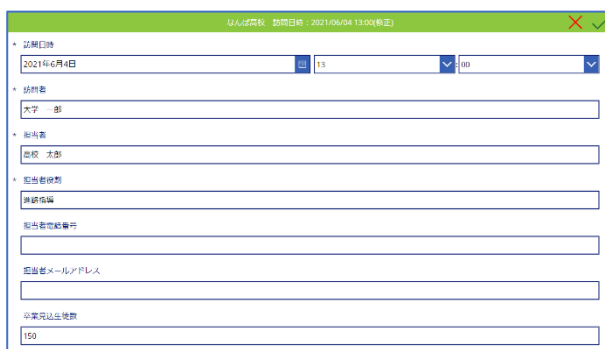 なんば高校　訪問日時：2021/06/04 13:00(修正)
* 訪問日時
2021年6月4日 13 : 00
* 訪問者
大学　一郎
* 担当者
高校　太郎
* 担当者役割
進路指導
担当者電話番号
担当者メールアドレス
卒業見込生徒数
150